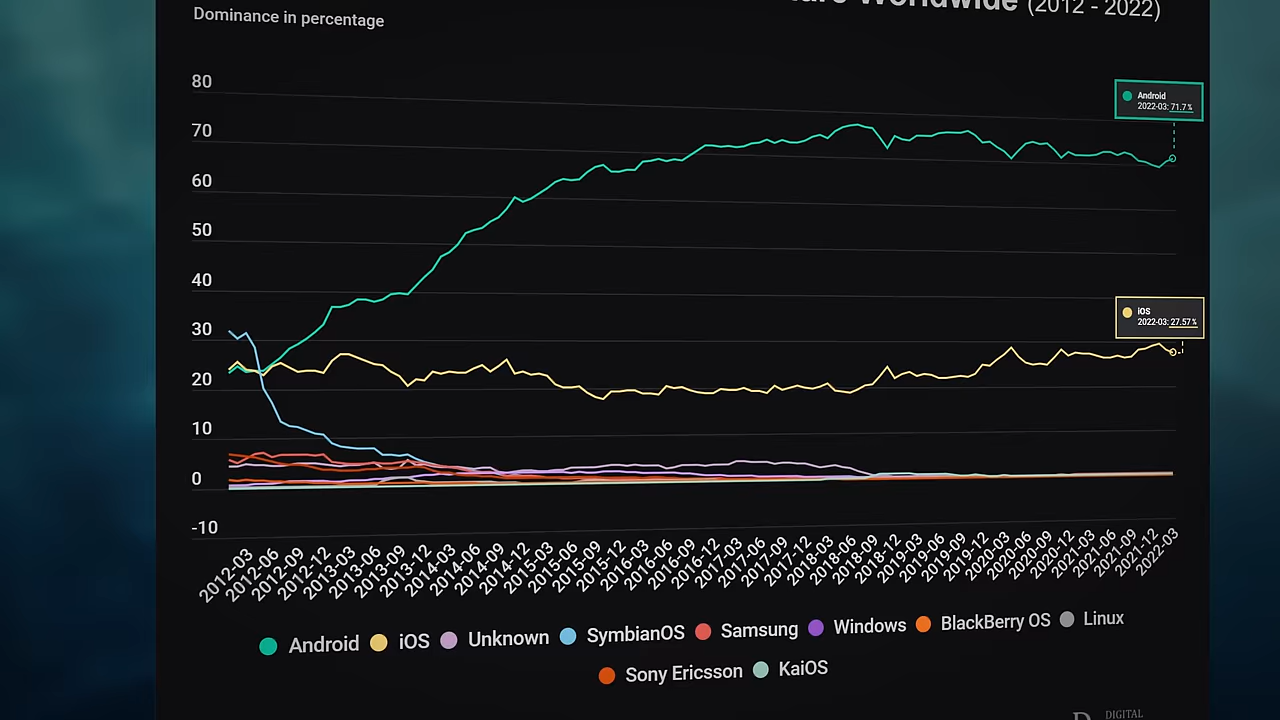 Worldwide (2012 - 2022)
Dominance in percentage
80
70
60
50
40
30
20
10
0
-10
Android
2022-03: 71.7%
iOS
2022-03: 27.57%
2012-03 2012-06 2012-09 2012-12 2013-03 2013-06 2013-09 2013-12 2014-03 2014-06 2014-09 2014-12 2015-03 2015-06 2015-09 2015-12 2016-03 2016-06 2016-09 2016-12 2017-03 2017-06 2017-09 2017-12 2018-03 2018-06 2018-09 2018-12 2019-03 2019-06 2019-09 2019-12 2020-03 2020-06 2020-09 2020-12 2021-03 2021-06 2021-09 2021-12 2022-03
Android iOS Unknown SymbianOS Samsung Windows BlackBerry OS Linux
Sony Ericsson KaiOS
DIGITAL